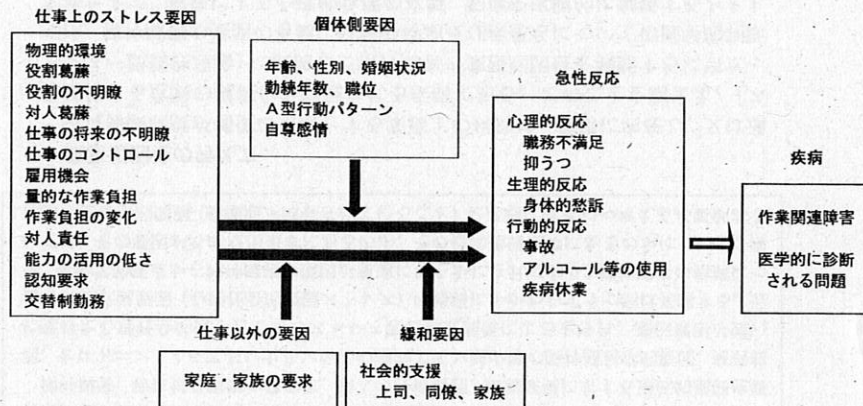 仕事上のストレス要因
物理的環境
役割葛藤
役割の不明瞭
対人葛藤
仕事の将来の不明瞭
仕事のコントロール
雇用機会
量的な作業負担
作業負担の変化
対人責任
能力の活用の低さ
認知要求
交替制勤務
個体側要因
年齢、性別、婚姻状況
勤続年数、職位
A型行動パターン
自尊感情
急性反応
心理的反応
職務不満足
抑うつ
生理的反応
身体的愁訴
行動的反応
事故
アルコール等の使用
疾病休業
疾病
作業関連障害
医学的に診断
される問題
仕事以外の要因
家庭・家族の要求
緩和要因
社会的支援
上司、同僚、家族